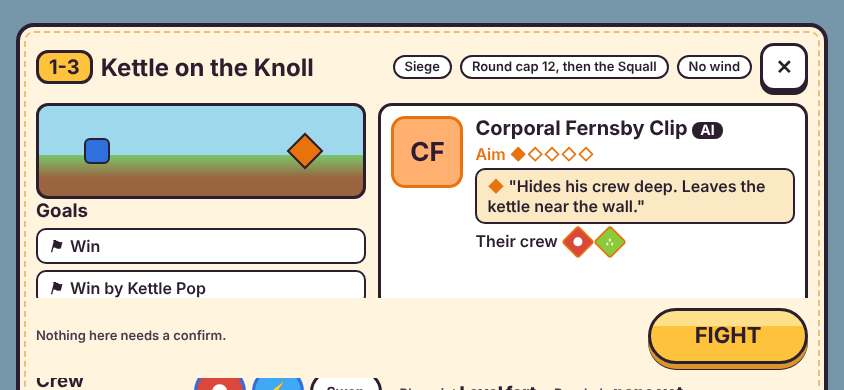 1-3 Kettle on the Knoll
Siege
Round cap 12, then the Squall
No wind
Goals
Win
Win by Kettle Pop
CF
Corporal Fernsby Clip AI
Aim
"Hides his crew deep. Leaves the
kettle near the wall."
Their crew
Nothing here needs a confirm.
FIGHT
Crew